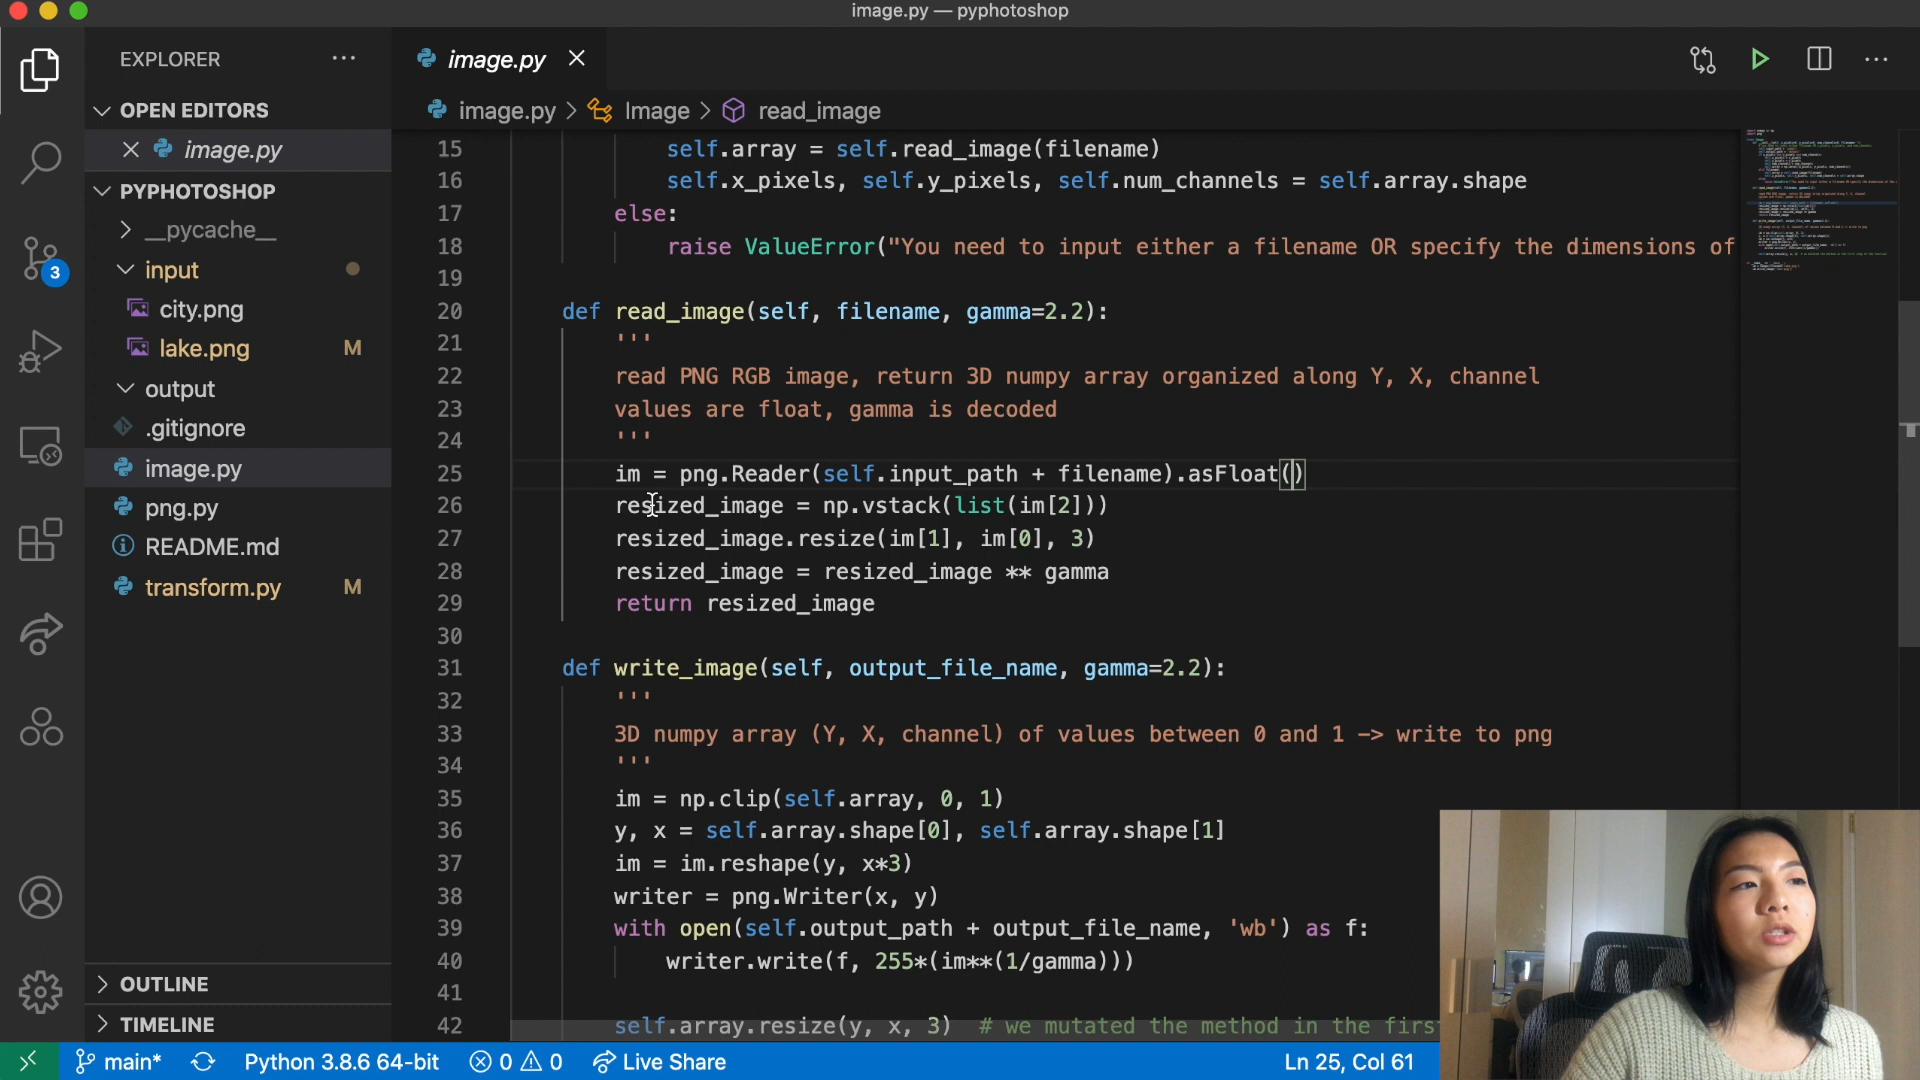 image.py — pyphotoshop
EXPLORER
OPEN EDITORS
image.py
PYPHOTOSHOP
__pycache__
input
city.png
lake.png M
output
.gitignore
image.py
png.py
README.md
transform.py M
OUTLINE
TIMELINE
3
image.py
image.py > Image > read_image
15 self.array = self.read_image(filename)
16 self.x_pixels, self.y_pixels, self.num_channels = self.array.shape
17 else:
18 raise ValueError("You need to input either a filename OR specify the dimensions of
19
20 def read_image(self, filename, gamma=2.2):
21 '''
22 read PNG RGB image, return 3D numpy array organized along Y, X, channel
23 values are float, gamma is decoded
24 '''
25 im = png.Reader(self.input_path + filename).asFloat()
26 resized_image = np.vstack(list(im[2]))
27 resized_image.resize(im[1], im[0], 3)
28 resized_image = resized_image ** gamma
29 return resized_image
30
31 def write_image(self, output_file_name, gamma=2.2):
32 '''
33 3D numpy array (Y, X, channel) of values between 0 and 1 -> write to png
34 '''
35 im = np.clip(self.array, 0, 1)
36 y, x = self.array.shape[0], self.array.shape[1]
37 im = im.reshape(y, x*3)
38 writer = png.Writer(x, y)
39 with open(self.output_path + output_file_name, 'wb') as f:
40 writer.write(f, 255*(im**(1/gamma)))
41
42 self.array.resize(y, x, 3) # we mutated the method in the firs
main* Python 3.8.6 64-bit 0 0 Live Share Ln 25, Col 61